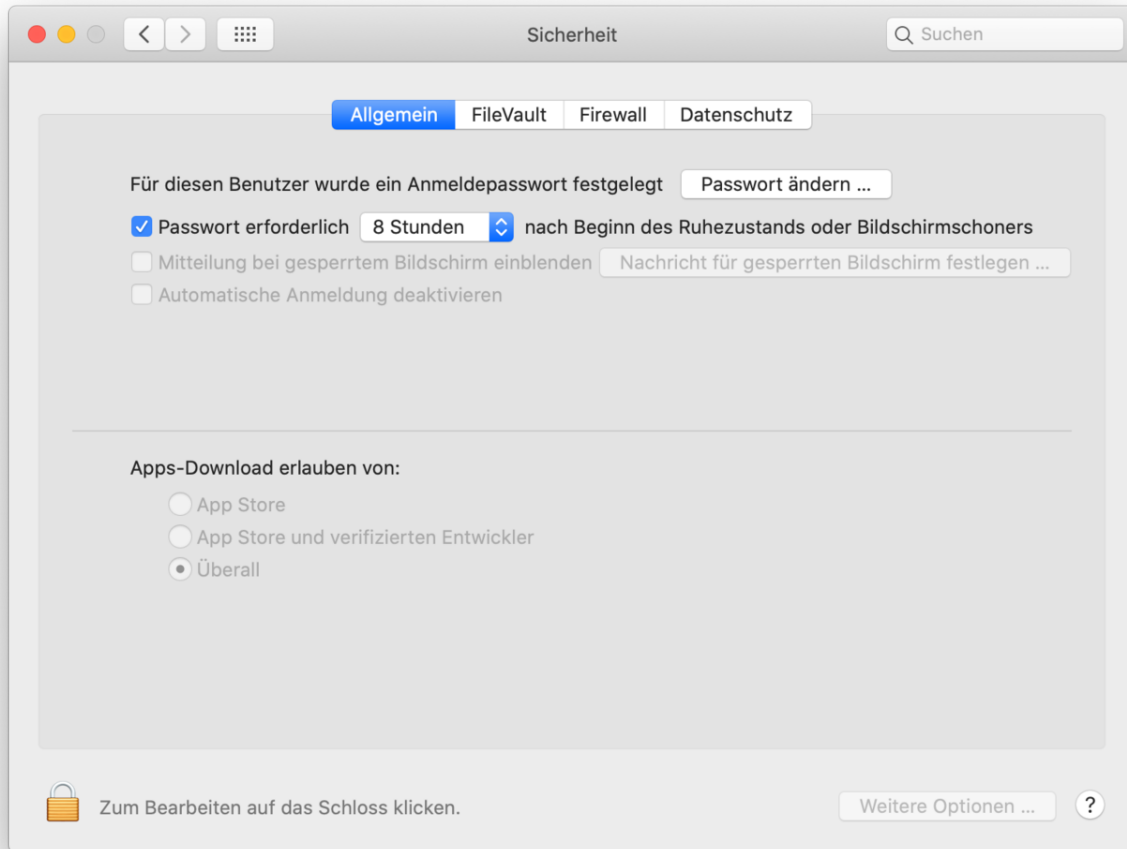 Sicherheit
Suchen
Allgemein FileVault Firewall Datenschutz
Für diesen Benutzer wurde ein Anmeldepasswort festgelegt Passwort ändern ...
Passwort erforderlich 8 Stunden nach Beginn des Ruhezustands oder Bildschirmschoners
Mitteilung bei gesperrtem Bildschirm einblenden Nachricht für gesperrten Bildschirm festlegen ...
Automatische Anmeldung deaktivieren
Apps-Download erlauben von:
App Store
App Store und verifizierten Entwickler
Überall
Zum Bearbeiten auf das Schloss klicken.
Weitere Optionen ... ?